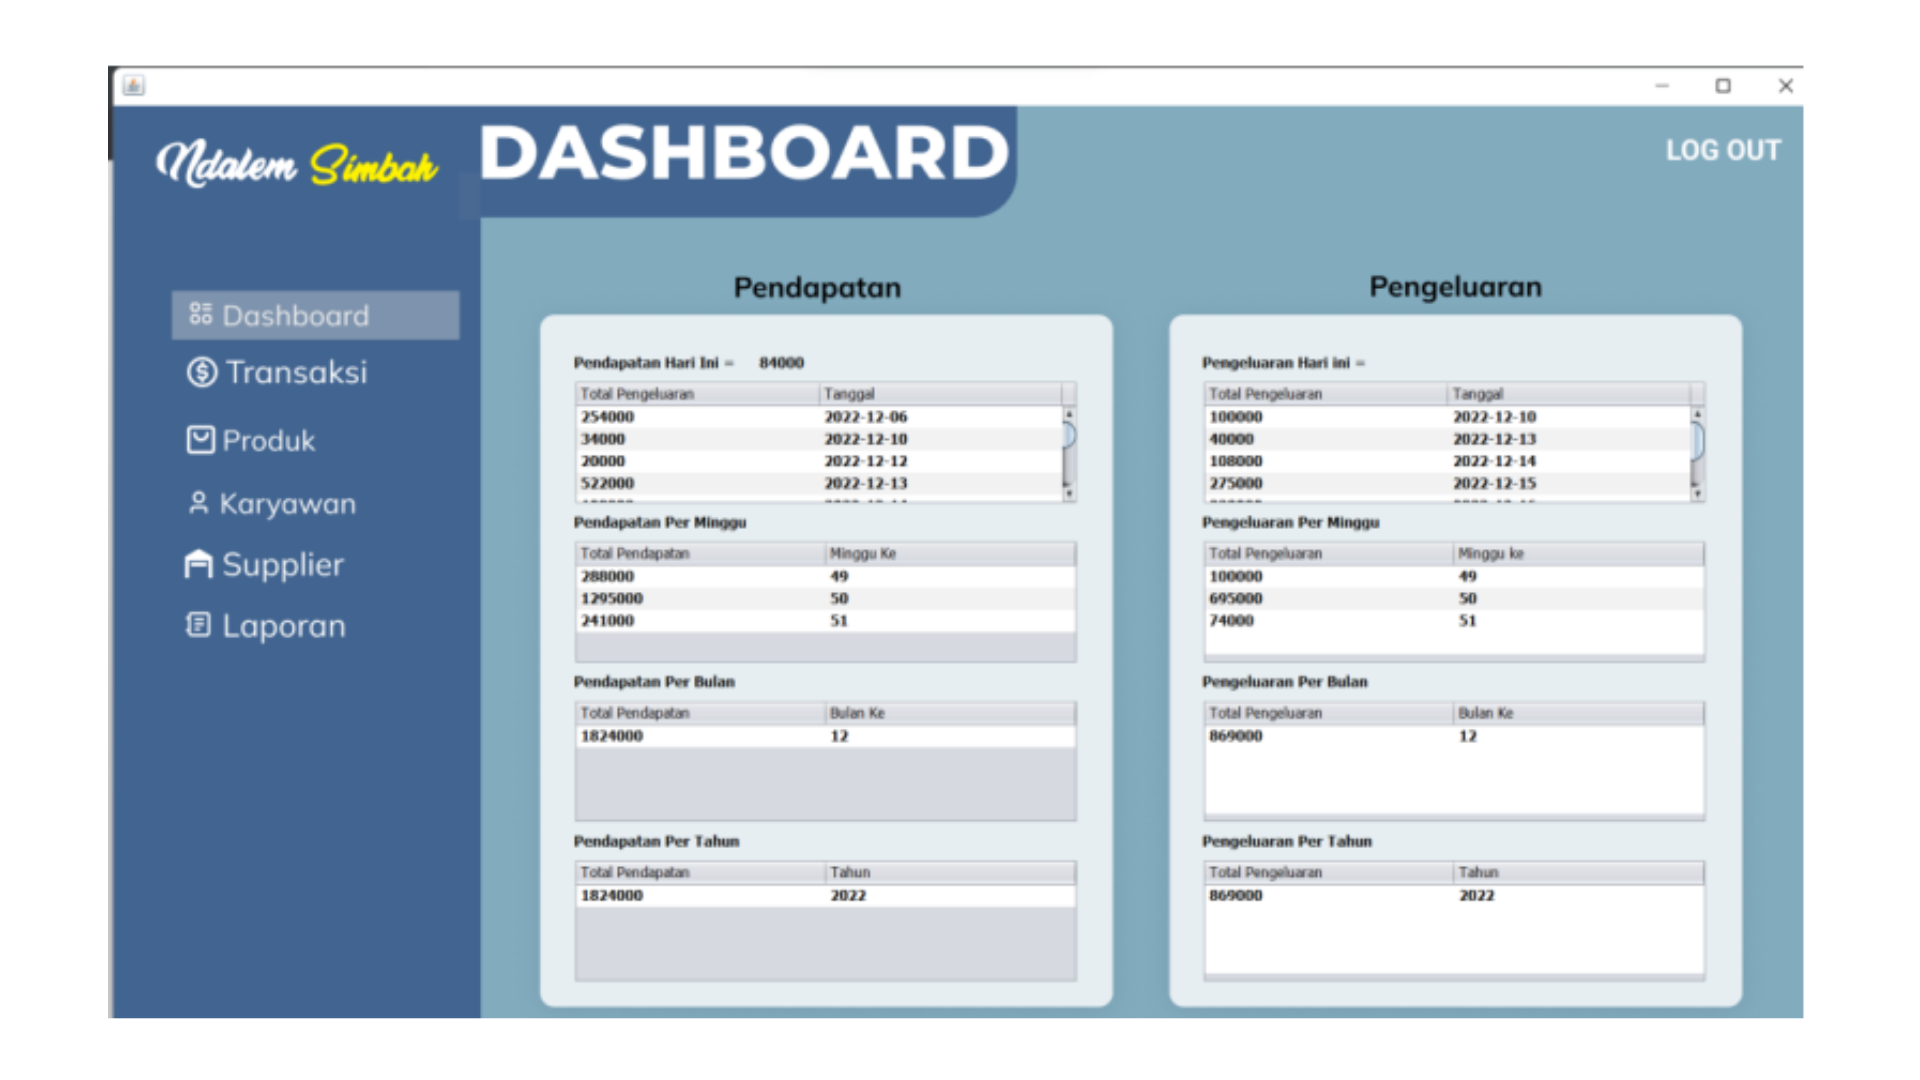 Ndalem Simbah
DASHBOARD
LOG OUT
Dashboard
Transaksi
Produk
Karyawan
Supplier
Laporan
Pendapatan
Pendapatan Hari Ini = 84000
Total Pengeluaran Tanggal
254000 2022-12-06
34000 2022-12-10
20000 2022-12-12
522000 2022-12-13
Pendapatan Per Minggu
Total Pendapatan Minggu Ke
288000 49
1295000 50
241000 51
Pendapatan Per Bulan
Total Pendapatan Bulan Ke
1824000 12
Pendapatan Per Tahun
Total Pendapatan Tahun
1824000 2022
Pengeluaran
Pengeluaran Hari ini =
Total Pengeluaran Tanggal
100000 2022-12-10
40000 2022-12-13
108000 2022-12-14
275000 2022-12-15
Pengeluaran Per Minggu
Total Pengeluaran Minggu ke
100000 49
695000 50
74000 51
Pengeluaran Per Bulan
Total Pengeluaran Bulan Ke
869000 12
Pengeluaran Per Tahun
Total Pengeluaran Tahun
869000 2022